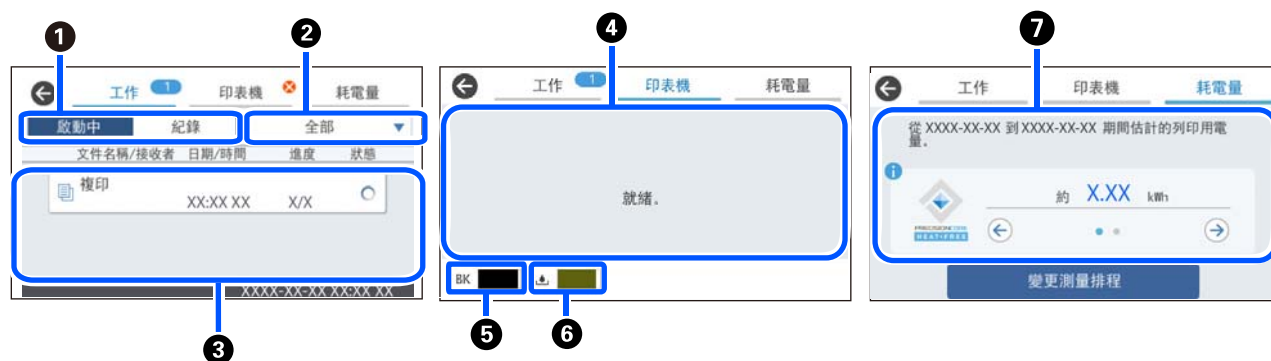 1
2
工作 1 印表機 耗電量
啟動中 紀錄 全部
文件名稱/接收者 日期/時間 進度 狀態
複印
XX:XX XX X/X
XXXX-XX-XX XX:XX XX
3
4
工作 1 印表機 耗電量
就緒。
BK
5
6
7
工作 印表機 耗電量
從 XXXX-XX-XX 到 XXXX-XX-XX 期間估計的列印用電
量。
約 X.XX kWh
PRECISIONCORE
HEAT-FREE
變更測量排程